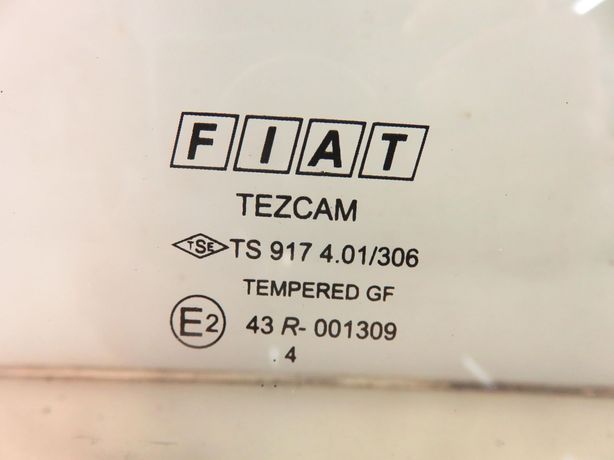 FIAT
TEZCAM
TSE TS 917 4.01/306
TEMPERED GF
E2 43 R- 001309
4